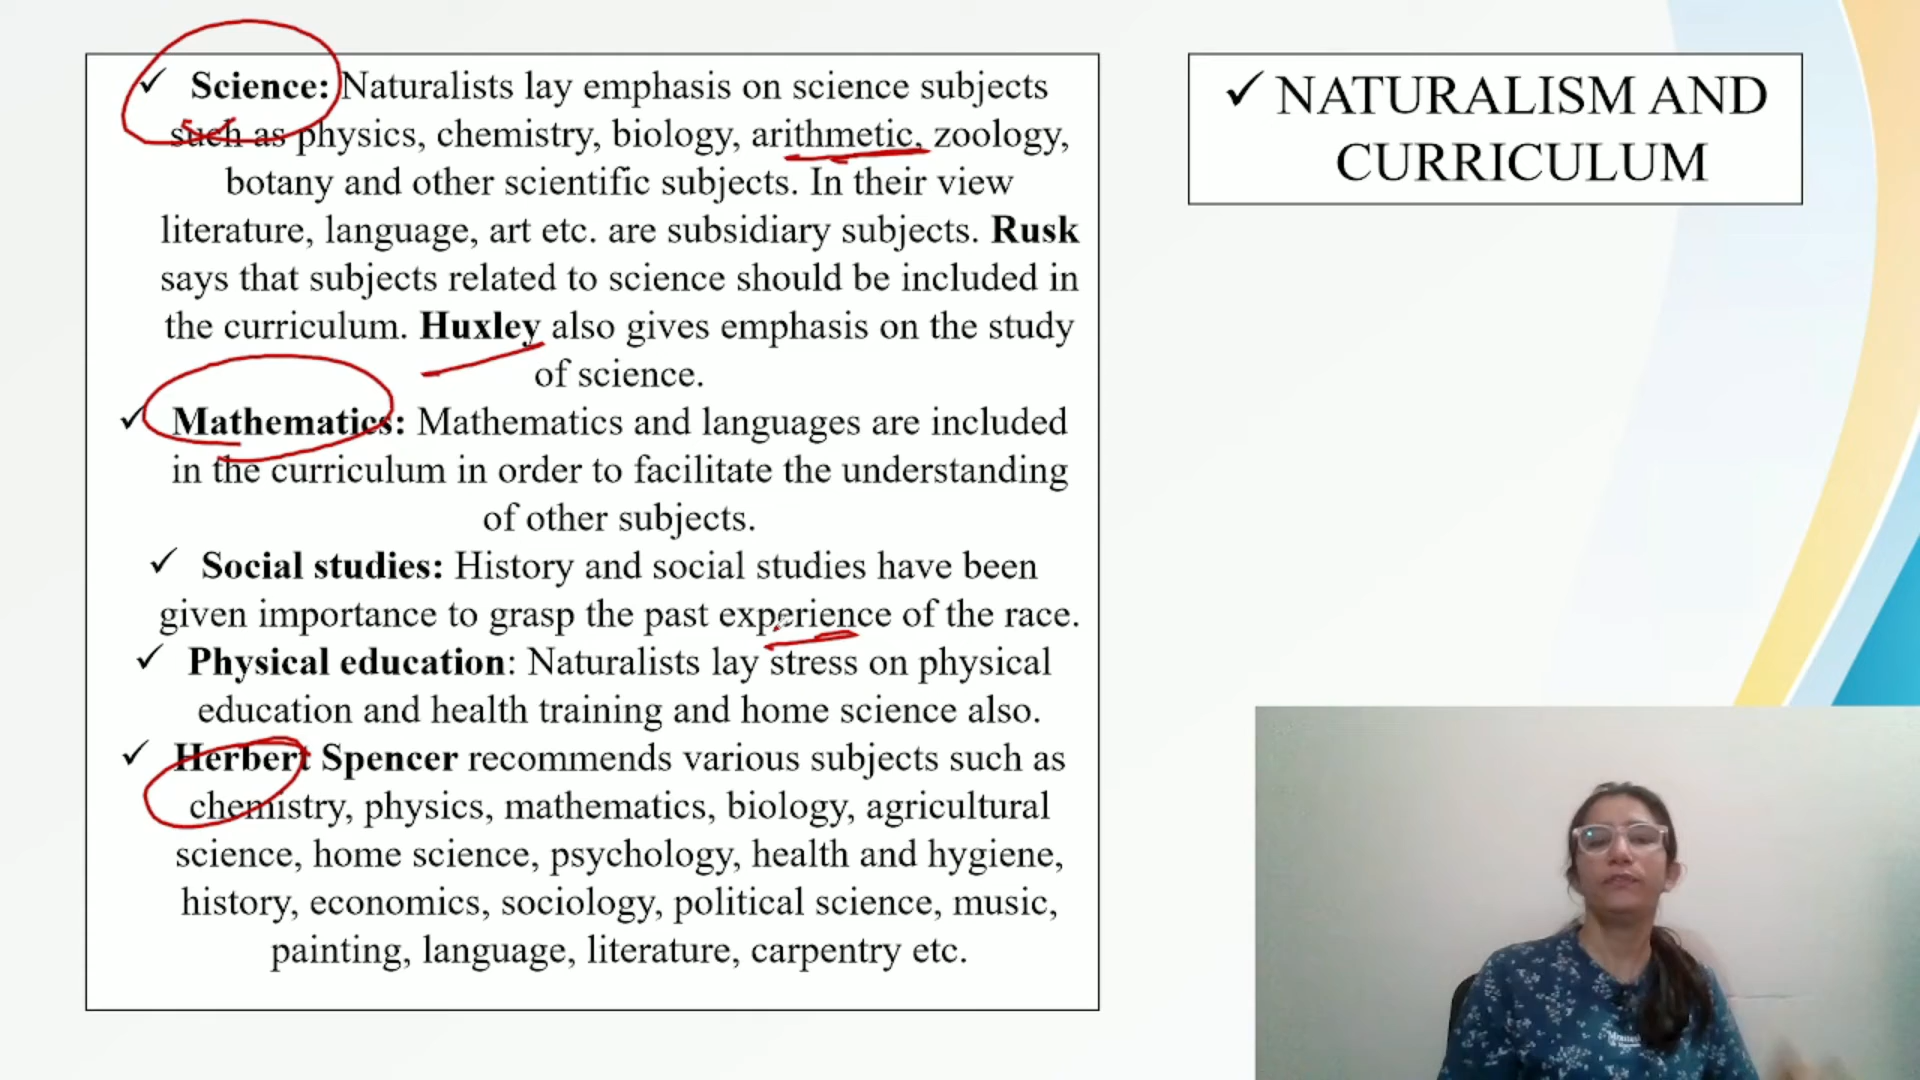 ✓ Science: Naturalists lay emphasis on science subjects
such as physics, chemistry, biology, arithmetic, zoology,
botany and other scientific subjects. In their view
literature, language, art etc. are subsidiary subjects. Rusk
says that subjects related to science should be included in
the curriculum. Huxley also gives emphasis on the study
of science.
✓ Mathematics: Mathematics and languages are included
in the curriculum in order to facilitate the understanding
of other subjects.
✓ Social studies: History and social studies have been
given importance to grasp the past experience of the race.
✓ Physical education: Naturalists lay stress on physical
education and health training and home science also.
✓ Herbert Spencer recommends various subjects such as
chemistry, physics, mathematics, biology, agricultural
science, home science, psychology, health and hygiene,
history, economics, sociology, political science, music,
painting, language, literature, carpentry etc.
✓ NATURALISM AND
CURRICULUM